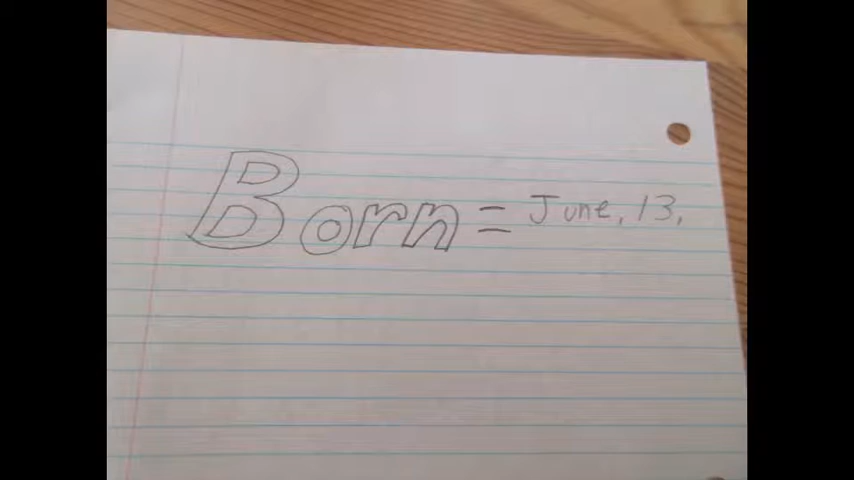 Born = June, 13,